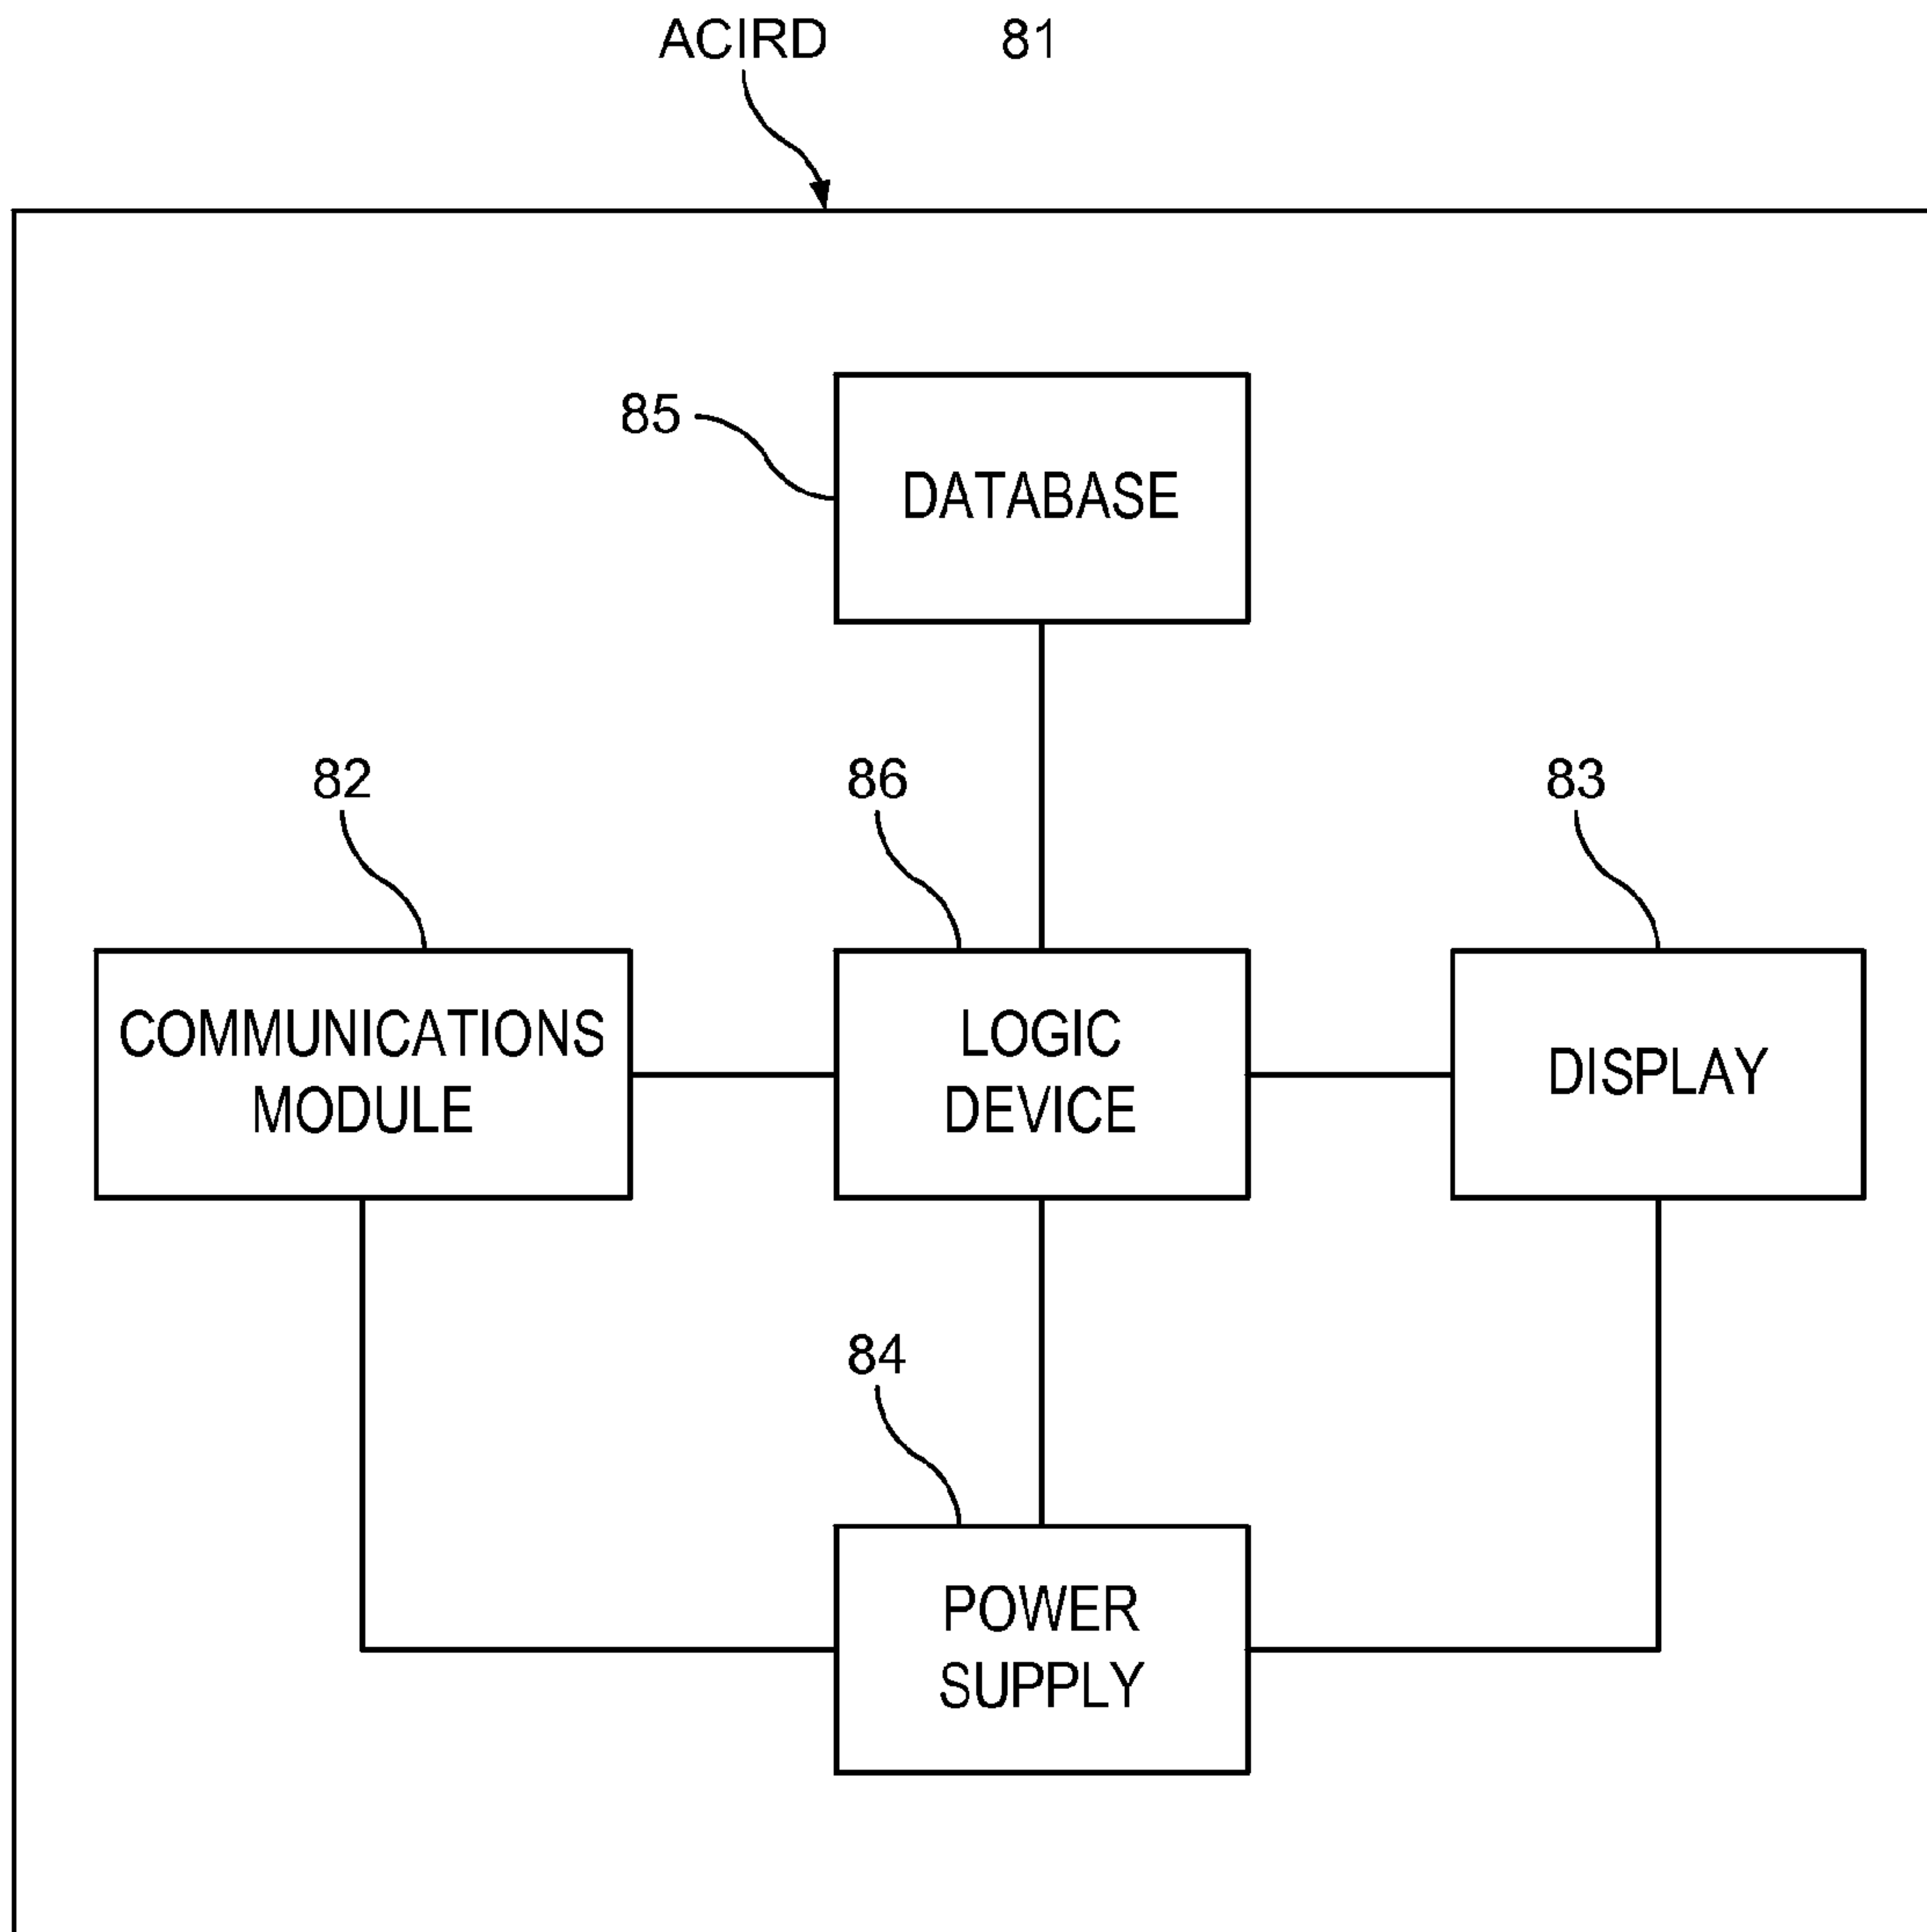 ACIRD 81
85
DATABASE
82
86
83
COMMUNICATIONS
MODULE
LOGIC
DEVICE
DISPLAY
84
POWER
SUPPLY